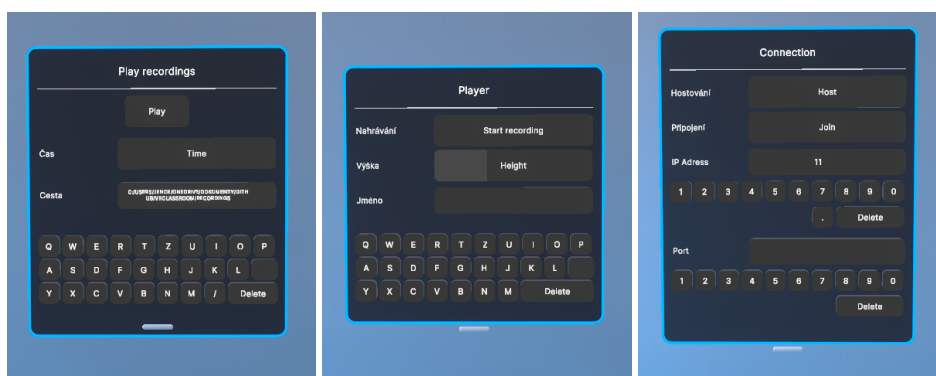 Play recordings
Play
Čas Time
Cesta
Q W E R T Z U I O P
A S D F G H J K L
Y X C V B N M / Delete
Player
Nahrávání Start recording
Výška Height
Jméno
Q W E R T Z U I O P
A S D F G H J K L
Y X C V B N M Delete
Connection
Hostování Host
Připojení Join
IP Adress 11
1 2 3 4 5 6 7 8 9 0
. Delete
Port
1 2 3 4 5 6 7 8 9 0
Delete